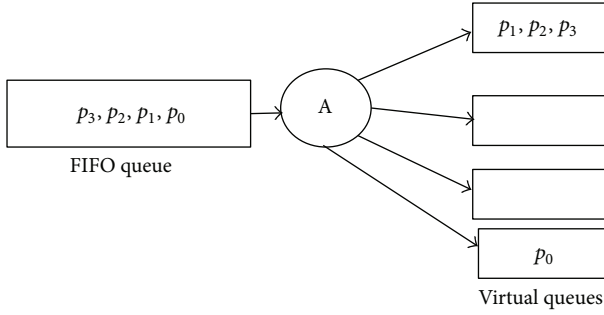 p₁, p₂, p₃
p₃, p₂, p₁, p₀
A
FIFO queue
p₀
Virtual queues